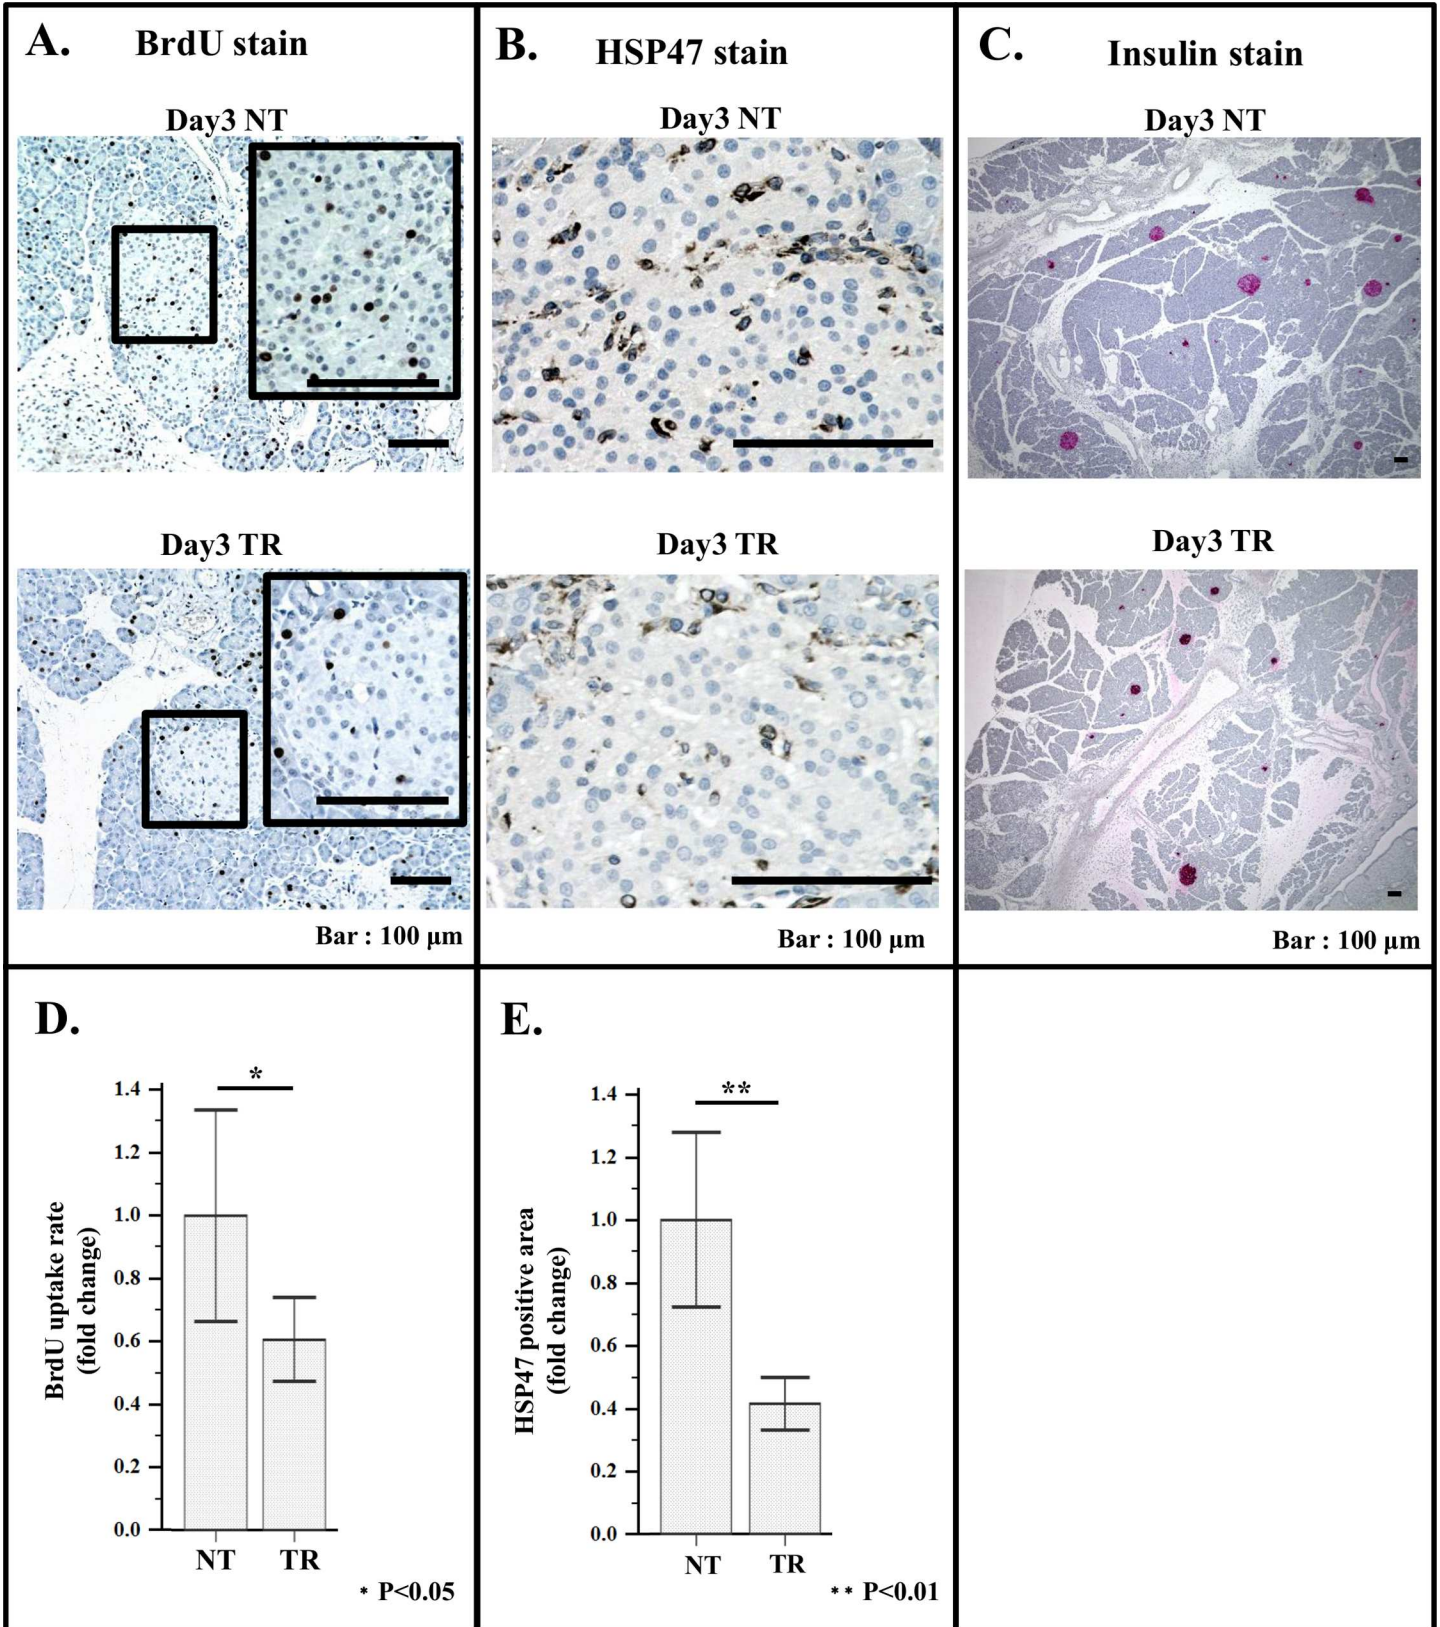 A. BrdU stain
Day3 NT
Day3 TR
Bar : 100 μm
B. HSP47 stain
Day3 NT
Day3 TR
Bar : 100 μm
C. Insulin stain
Day3 NT
Day3 TR
Bar : 100 μm
D.
*
BrdU uptake rate
(fold change)
1.4
1.2
1.0
0.8
0.6
0.4
0.2
0.0
NT TR
* P<0.05
E.
**
HSP47 positive area
(fold change)
1.4
1.2
1.0
0.8
0.6
0.4
0.2
0.0
NT TR
** P<0.01